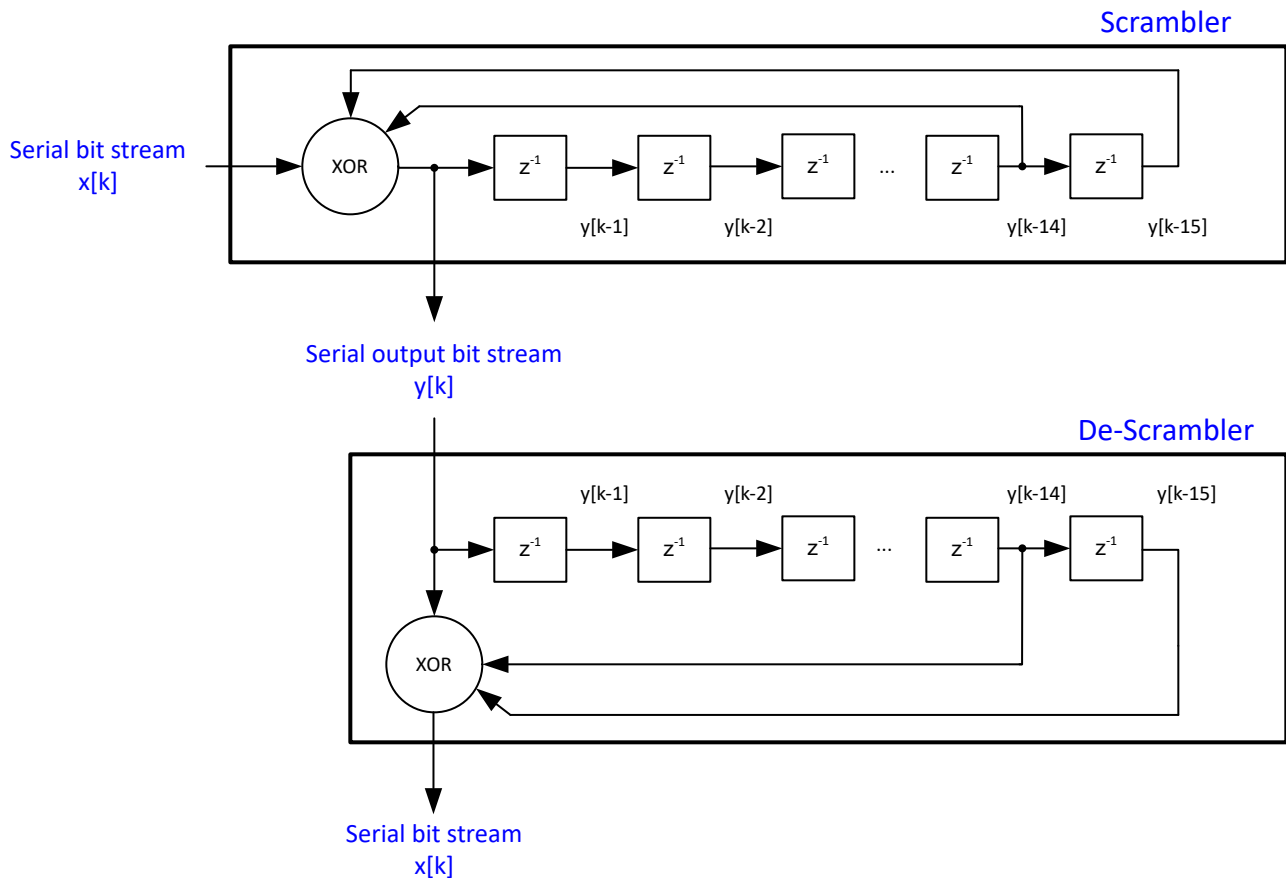 Scrambler
Serial bit stream
x[k]
XOR
z⁻¹
z⁻¹
z⁻¹
...
z⁻¹
z⁻¹
y[k-1]
y[k-2]
y[k-14]
y[k-15]
Serial output bit stream
y[k]
De-Scrambler
y[k-1]
y[k-2]
y[k-14]
y[k-15]
z⁻¹
z⁻¹
z⁻¹
...
z⁻¹
z⁻¹
XOR
Serial bit stream
x[k]